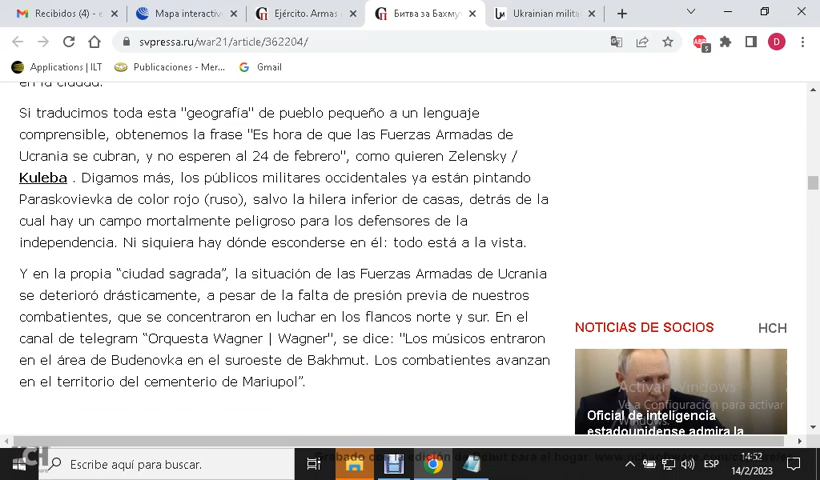 Recibidos (4) - e
Mapa interactiv
Ejército. Armas
Битва за Бахму
Ukrainian milita
svpressa.ru/war21/article/362204/
5
D
Applications | ILT
Publicaciones - Mer...
Gmail
en la ciudad.
Si traducimos toda esta "geografía" de pueblo pequeño a un lenguaje
comprensible, obtenemos la frase "Es hora de que las Fuerzas Armadas de
Ucrania se cubran, y no esperen al 24 de febrero", como quieren Zelensky /
Kuleba . Digamos más, los públicos militares occidentales ya están pintando
Paraskovievka de color rojo (ruso), salvo la hilera inferior de casas, detrás de la
cual hay un campo mortalmente peligroso para los defensores de la
independencia. Ni siquiera hay dónde esconderse en él: todo está a la vista.
Y en la propia “ciudad sagrada”, la situación de las Fuerzas Armadas de Ucrania
se deterioró drásticamente, a pesar de la falta de presión previa de nuestros
combatientes, que se concentraron en luchar en los flancos norte y sur. En el
canal de telegram “Orquesta Wagner | Wagner", se dice: "Los músicos entraron
en el área de Budenovka en el suroeste de Bakhmut. Los combatientes avanzan
en el territorio del cementerio de Mariupol”.
NOTICIAS DE SOCIOS
НСН
Activar Windows
Ve a Configuración para activar
Windows.
Oficial de inteligencia
estadounidense admira la
Escribe aquí para buscar.
ESP
14:52
14/2/2023